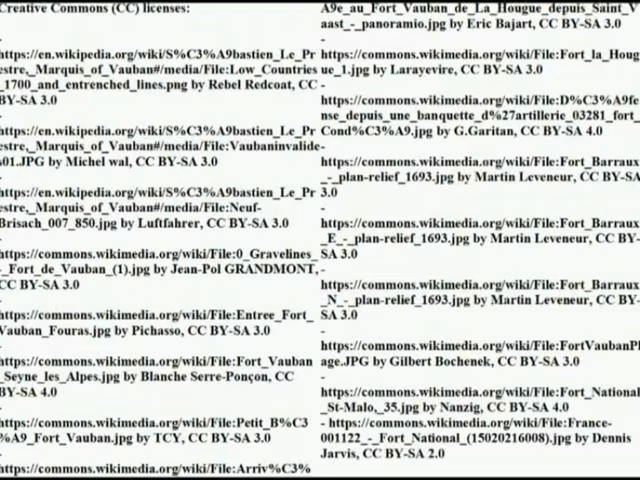 Creative Commons (CC) licenses:
-
https://en.wikipedia.org/wiki/S%C3%A9bastien_Le_Pr
estre,_Marquis_of_Vauban#/media/File:Low_Countries
_1700_and_entrenched_lines.png by Rebel Redcoat, CC
BY-SA 3.0
-
https://en.wikipedia.org/wiki/S%C3%A9bastien_Le_Pr
estre,_Marquis_of_Vauban#/media/File:Vaubaninvalide
s01.JPG by Michel wal, CC BY-SA 3.0
-
https://en.wikipedia.org/wiki/S%C3%A9bastien_Le_Pr
estre,_Marquis_of_Vauban#/media/File:Neuf-
Brisach_007_850.jpg by Luftfahrer, CC BY-SA 3.0
-
https://commons.wikimedia.org/wiki/File:0_Gravelines_
-_Fort_de_Vauban_(1).jpg by Jean-Pol GRANDMONT,
CC BY-SA 3.0
-
https://commons.wikimedia.org/wiki/File:Entree_Fort_
Vauban_Fouras.jpg by Pichasso, CC BY-SA 3.0
-
https://commons.wikimedia.org/wiki/File:Fort_Vauban
_Seyne_les_Alpes.jpg by Blanche Serre-Ponçon, CC
BY-SA 4.0
-
https://commons.wikimedia.org/wiki/File:Petit_B%C3
%A9_Fort_Vauban.jpg by TCY, CC BY-SA 3.0
-
https://commons.wikimedia.org/wiki/File:Arriv%C3%
A9e_au_Fort_Vauban_de_La_Hougue_depuis_Saint_V
aast_-_panoramio.jpg by Eric Bajart, CC BY-SA 3.0
-
https://commons.wikimedia.org/wiki/File:Fort_la_Houg
ue_1.jpg by Larayevire, CC BY-SA 3.0
-
https://commons.wikimedia.org/wiki/File:D%C3%A9fe
nse_depuis_une_banquette_d%27artillerie_03281_fort_
Cond%C3%A9.jpg by G.Garitan, CC BY-SA 4.0
-
https://commons.wikimedia.org/wiki/File:Fort_Barraux
_-_plan-relief_1693.jpg by Martin Leveneur, CC BY-SA
3.0
-
https://commons.wikimedia.org/wiki/File:Fort_Barraux
_E_-_plan-relief_1693.jpg by Martin Leveneur, CC BY-
SA 3.0
-
https://commons.wikimedia.org/wiki/File:Fort_Barraux
_N_-_plan-relief_1693.jpg by Martin Leveneur, CC BY-
SA 3.0
-
https://commons.wikimedia.org/wiki/File:FortVaubanPl
age.JPG by Gilbert Bochenek, CC BY-SA 3.0
-
https://commons.wikimedia.org/wiki/File:Fort_National
_St-Malo,_35.jpg by Nanzig, CC BY-SA 4.0
- https://commons.wikimedia.org/wiki/File:France-
001122_-_Fort_National_(15020216008).jpg by Dennis
Jarvis, CC BY-SA 2.0